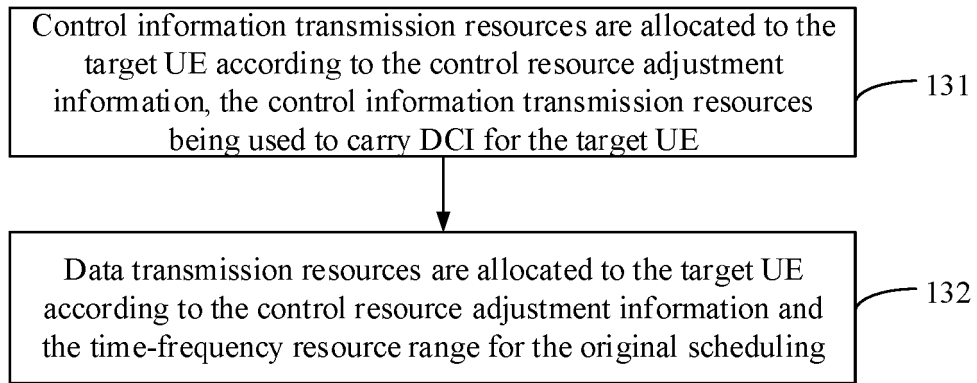 Control information transmission resources are allocated to the
target UE according to the control resource adjustment
information, the control information transmission resources
being used to carry DCI for the target UE
131
Data transmission resources are allocated to the target UE
according to the control resource adjustment information and
the time-frequency resource range for the original scheduling
132